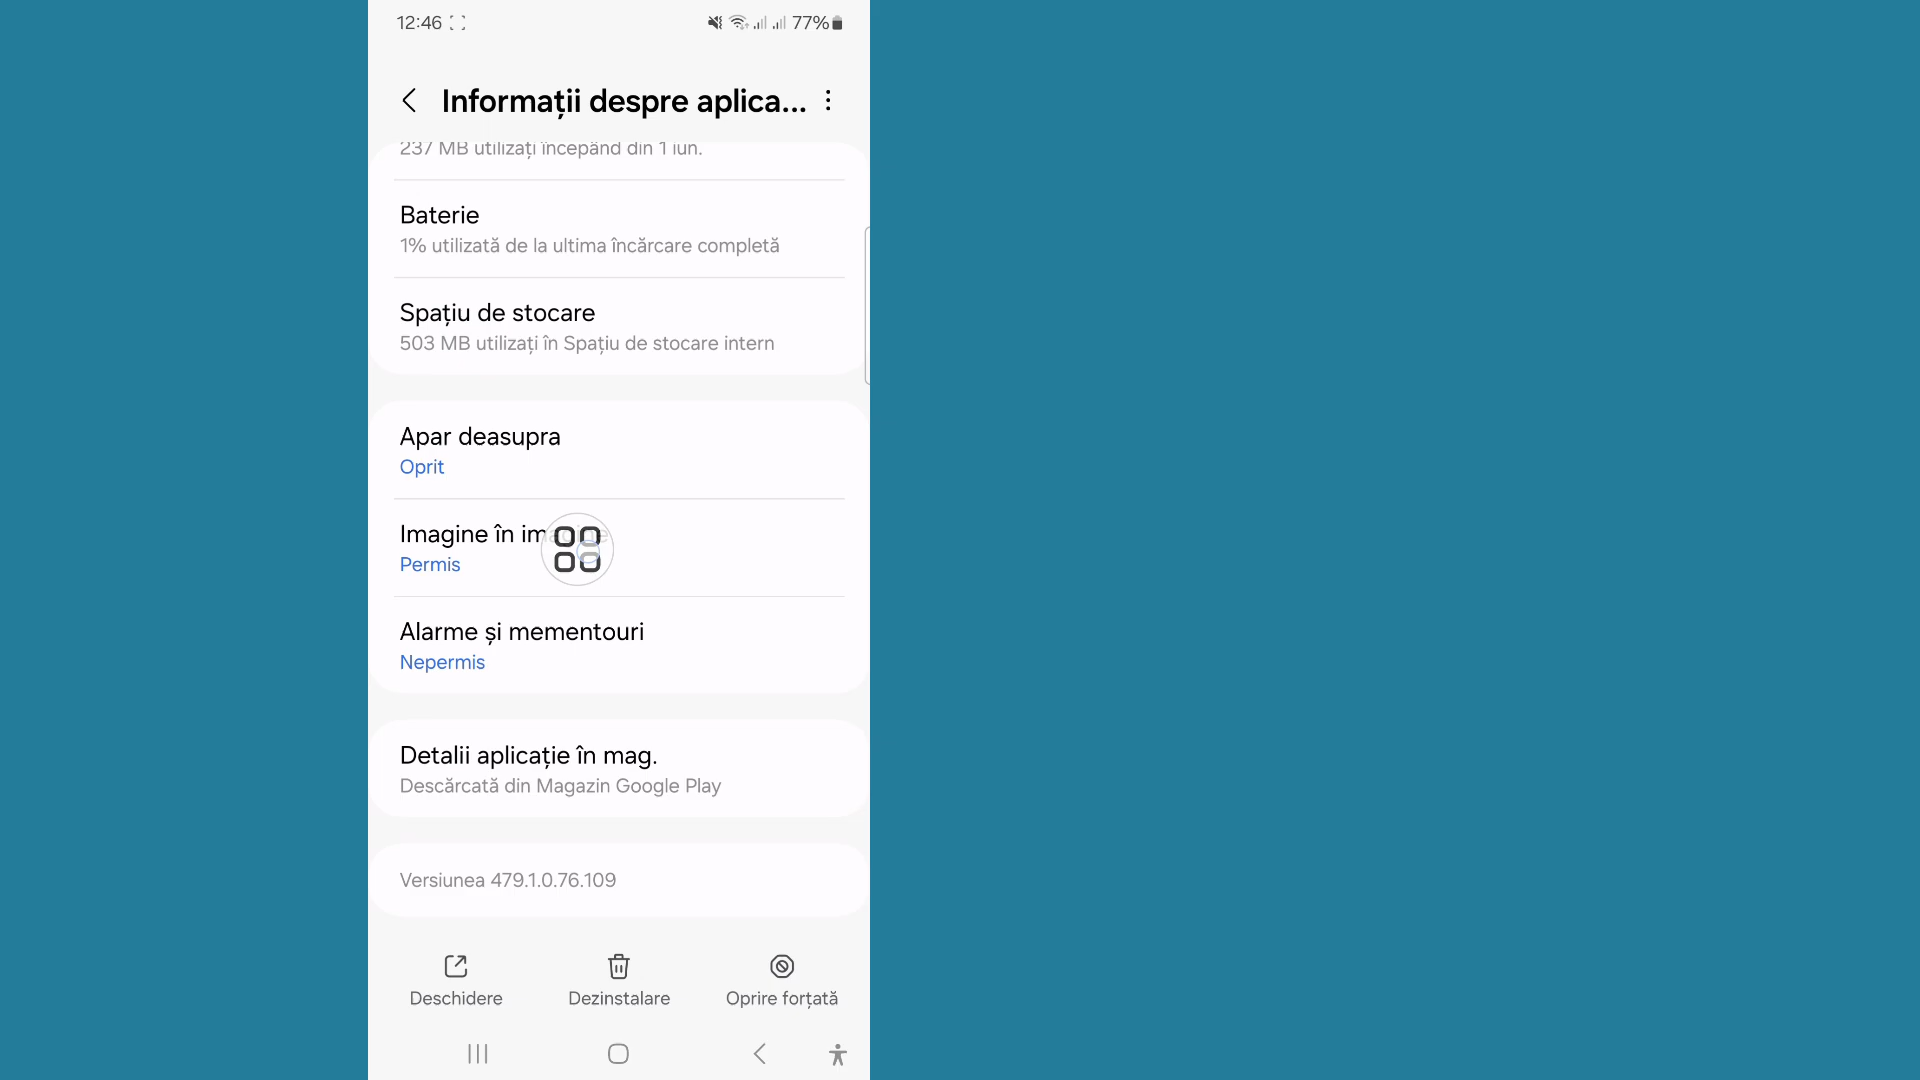 12:46
77%
Informații despre aplica...
237 MB utilizați începând din 1 iun.
Baterie
1% utilizată de la ultima încărcare completă
Spațiu de stocare
503 MB utilizați în Spațiu de stocare intern
Apar deasupra
Oprit
Imagine în imagine
Permis
Alarme și mementouri
Nepermis
Detalii aplicație în mag.
Descărcată din Magazin Google Play
Versiunea 479.1.0.76.109
Deschidere
Dezinstalare
Oprire forțată